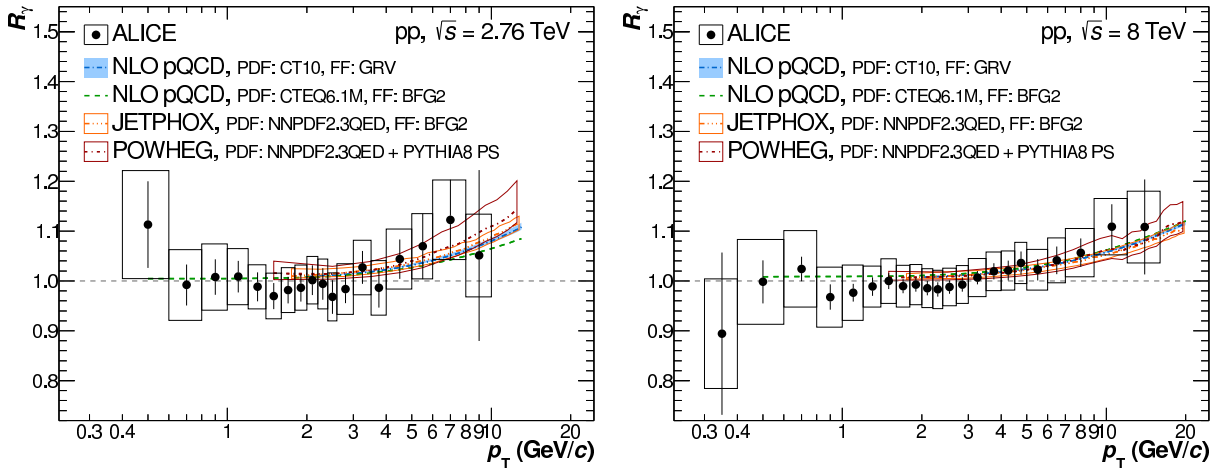 R_γ
1.5
1.4
1.3
1.2
1.1
1.0
0.9
0.8
ALICE
pp, √s = 2.76 TeV
NLO pQCD, PDF: CT10, FF: GRV
NLO pQCD, PDF: CTEQ6.1M, FF: BFG2
JETPHOX, PDF: NNPDF2.3QED, FF: BFG2
POWHEG, PDF: NNPDF2.3QED + PYTHIA8 PS
0.3 0.4 1 2 3 4 5 6 7 8 9 10 20
p_T (GeV/c)
R_γ
1.5
1.4
1.3
1.2
1.1
1.0
0.9
0.8
ALICE
pp, √s = 8 TeV
NLO pQCD, PDF: CT10, FF: GRV
NLO pQCD, PDF: CTEQ6.1M, FF: BFG2
JETPHOX, PDF: NNPDF2.3QED, FF: BFG2
POWHEG, PDF: NNPDF2.3QED + PYTHIA8 PS
0.3 0.4 1 2 3 4 5 6 7 8 10 20
p_T (GeV/c)